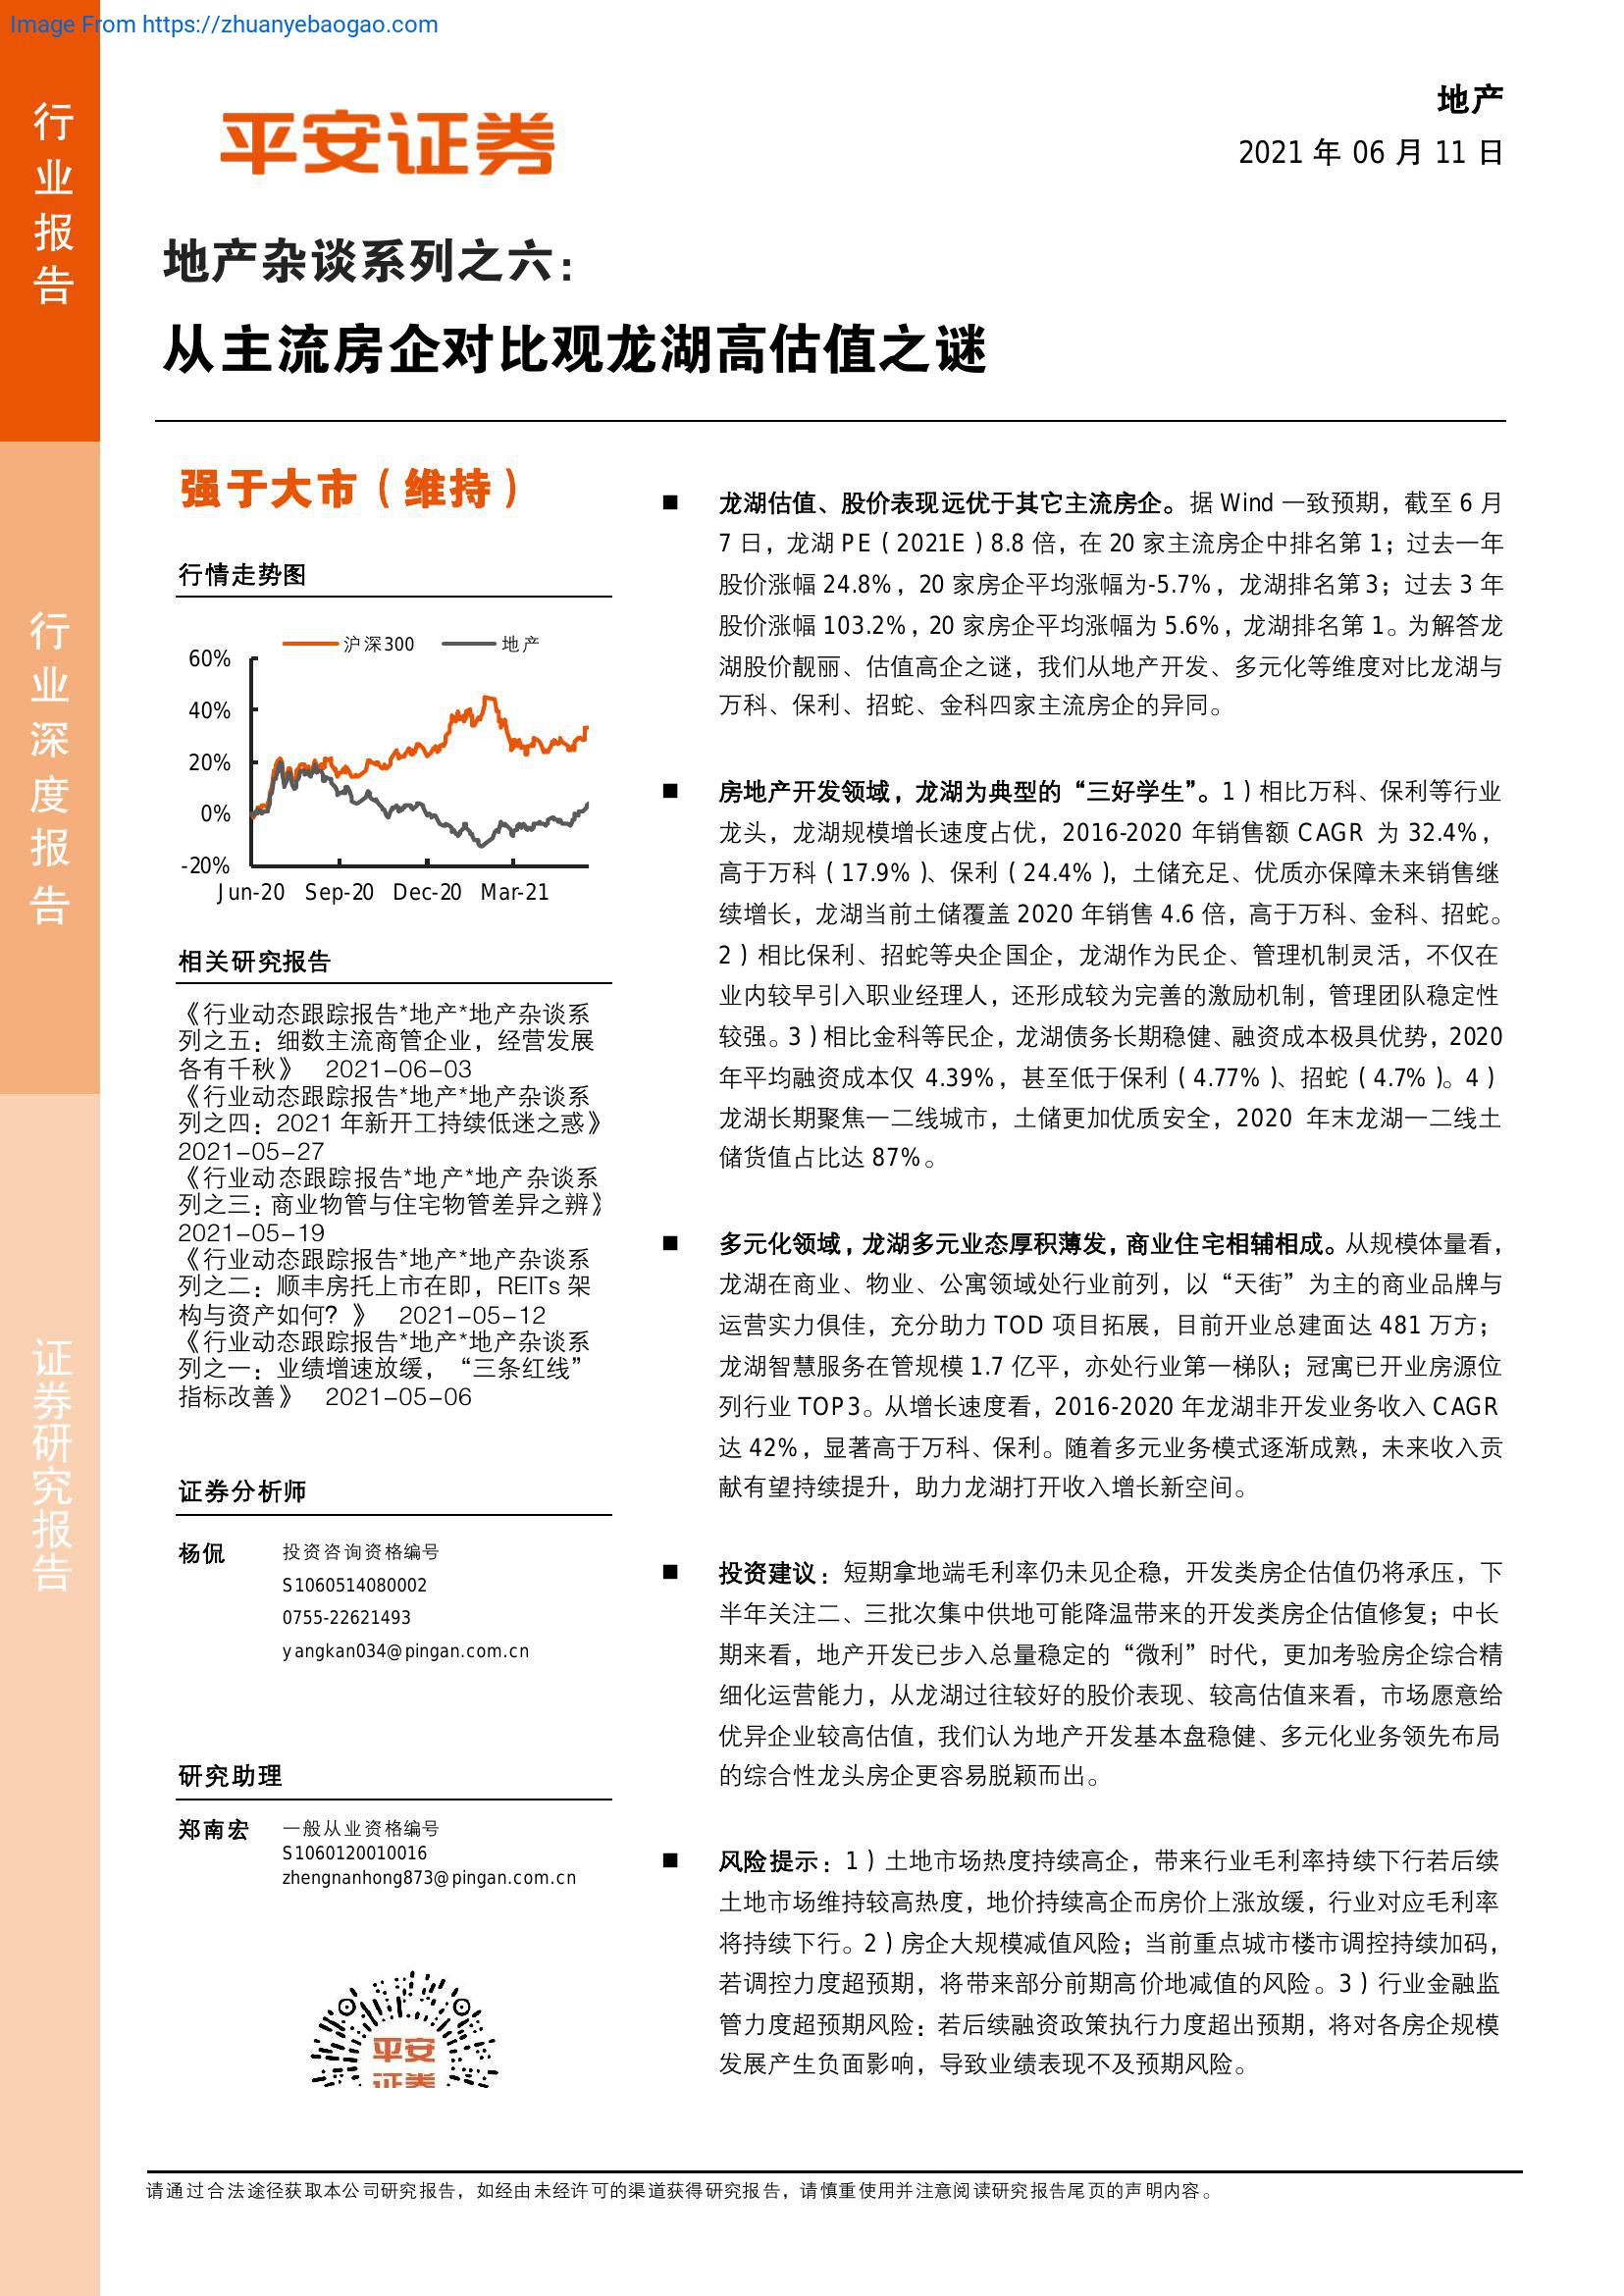 Image From https://zhuanyebaogao.com
行业报告
行业深度报告
证券研究报告
平安证券
地产
2021 年 06 月 11 日
地产杂谈系列之六：
从主流房企对比观龙湖高估值之谜
强于大市（维持）
行情走势图
沪深300 地产
60%
40%
20%
0%
-20%
Jun-20 Sep-20 Dec-20 Mar-21
相关研究报告
《行业动态跟踪报告*地产*地产杂谈系
列之五：细数主流商管企业，经营发展
各有千秋》 2021-06-03
《行业动态跟踪报告*地产*地产杂谈系
列之四：2021 年新开工持续低迷之惑》
2021-05-27
《行业动态跟踪报告*地产*地产杂谈系
列之三：商业物管与住宅物管差异之辨》
2021-05-19
《行业动态跟踪报告*地产*地产杂谈系
列之二：顺丰房托上市在即，REITs 架
构与资产如何？》 2021-05-12
《行业动态跟踪报告*地产*地产杂谈系
列之一：业绩增速放缓，“三条红线”
指标改善》 2021-05-06
证券分析师
杨侃 投资咨询资格编号
S1060514080002
0755-22621493
yangkan034@pingan.com.cn
研究助理
郑南宏 一般从业资格编号
S1060120010016
zhengnanhong873@pingan.com.cn
平安
证券
■ 龙湖估值、股价表现远优于其它主流房企。据 Wind 一致预期，截至 6 月
7 日，龙湖 PE（2021E）8.8 倍，在 20 家主流房企中排名第 1；过去一年
股价涨幅 24.8%，20 家房企平均涨幅为-5.7%，龙湖排名第 3；过去 3 年
股价涨幅 103.2%，20 家房企平均涨幅为 5.6%，龙湖排名第 1。为解答龙
湖股价靓丽、估值高企之谜，我们从地产开发、多元化等维度对比龙湖与
万科、保利、招蛇、金科四家主流房企的异同。
■ 房地产开发领域，龙湖为典型的“三好学生”。1）相比万科、保利等行业
龙头，龙湖规模增长速度占优，2016-2020 年销售额 CAGR 为 32.4%，
高于万科（17.9%）、保利（24.4%），土储充足、优质亦保障未来销售继
续增长，龙湖当前土储覆盖 2020 年销售 4.6 倍，高于万科、金科、招蛇。
2）相比保利、招蛇等央企国企，龙湖作为民企、管理机制灵活，不仅在
业内较早引入职业经理人，还形成较为完善的激励机制，管理团队稳定性
较强。3）相比金科等民企，龙湖债务长期稳健、融资成本极具优势，2020
年平均融资成本仅 4.39%，甚至低于保利（4.77%）、招蛇（4.7%）。4）
龙湖长期聚焦一二线城市，土储更加优质安全，2020 年末龙湖一二线土
储货值占比达 87%。
■ 多元化领域，龙湖多元业态厚积薄发，商业住宅相辅相成。从规模体量看，
龙湖在商业、物业、公寓领域处行业前列，以“天街”为主的商业品牌与
运营实力俱佳，充分助力 TOD 项目拓展，目前开业总建面达 481 万方；
龙湖智慧服务在管规模 1.7 亿平，亦处行业第一梯队；冠寓已开业房源位
列行业 TOP3。从增长速度看，2016-2020 年龙湖非开发业务收入 CAGR
达 42%，显著高于万科、保利。随着多元业务模式逐渐成熟，未来收入贡
献有望持续提升，助力龙湖打开收入增长新空间。
■ 投资建议：短期拿地端毛利率仍未见企稳，开发类房企估值仍将承压，下
半年关注二、三批次集中供地可能降温带来的开发类房企估值修复；中长
期来看，地产开发已步入总量稳定的“微利”时代，更加考验房企综合精
细化运营能力，从龙湖过往较好的股价表现、较高估值来看，市场愿意给
优异企业较高估值，我们认为地产开发基本盘稳健、多元化业务领先布局
的综合性龙头房企更容易脱颖而出。
■ 风险提示：1）土地市场热度持续高企，带来行业毛利率持续下行若后续
土地市场维持较高热度，地价持续高企而房价上涨放缓，行业对应毛利率
将持续下行。2）房企大规模减值风险；当前重点城市楼市调控持续加码，
若调控力度超预期，将带来部分前期高价地减值的风险。3）行业金融监
管力度超预期风险：若后续融资政策执行力度超出预期，将对各房企规模
发展产生负面影响，导致业绩表现不及预期风险。
请通过合法途径获取本公司研究报告，如经由未经许可的渠道获得研究报告，请慎重使用并注意阅读研究报告尾页的声明内容。